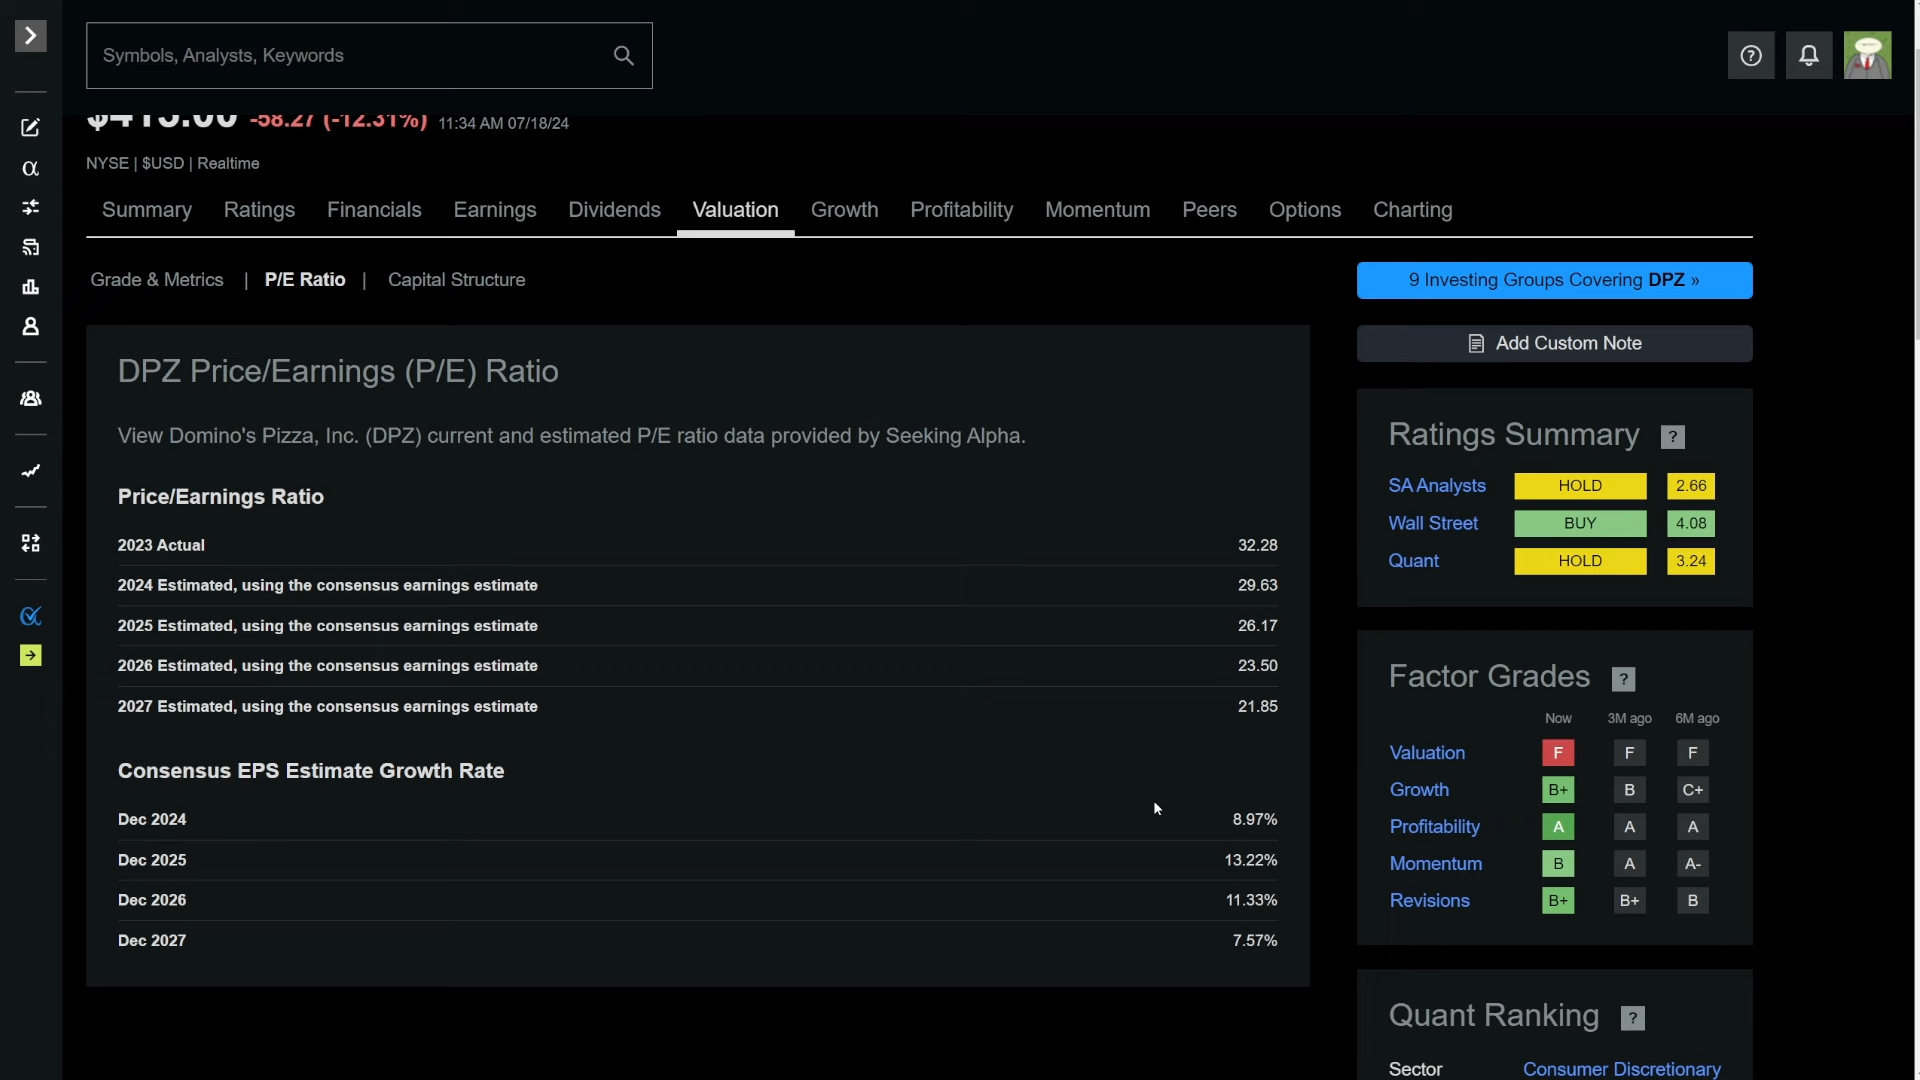 Symbols, Analysts, Keywords
-58.27 (-12.31%) 11:34 AM 07/18/24
NYSE | $USD | Realtime
Summary Ratings Financials Earnings Dividends Valuation Growth Profitability Momentum Peers Options Charting
Grade & Metrics | P/E Ratio | Capital Structure
9 Investing Groups Covering DPZ »
Add Custom Note
DPZ Price/Earnings (P/E) Ratio
View Domino's Pizza, Inc. (DPZ) current and estimated P/E ratio data provided by Seeking Alpha.
Price/Earnings Ratio
2023 Actual 32.28
2024 Estimated, using the consensus earnings estimate 29.63
2025 Estimated, using the consensus earnings estimate 26.17
2026 Estimated, using the consensus earnings estimate 23.50
2027 Estimated, using the consensus earnings estimate 21.85
Consensus EPS Estimate Growth Rate
Dec 2024 8.97%
Dec 2025 13.22%
Dec 2026 11.33%
Dec 2027 7.57%
Ratings Summary ?
SA Analysts HOLD 2.66
Wall Street BUY 4.08
Quant HOLD 3.24
Factor Grades ?
Now 3M ago 6M ago
Valuation F F F
Growth B+ B C+
Profitability A A A
Momentum B A A-
Revisions B+ B+ B
Quant Ranking ?
Sector Consumer Discretionary